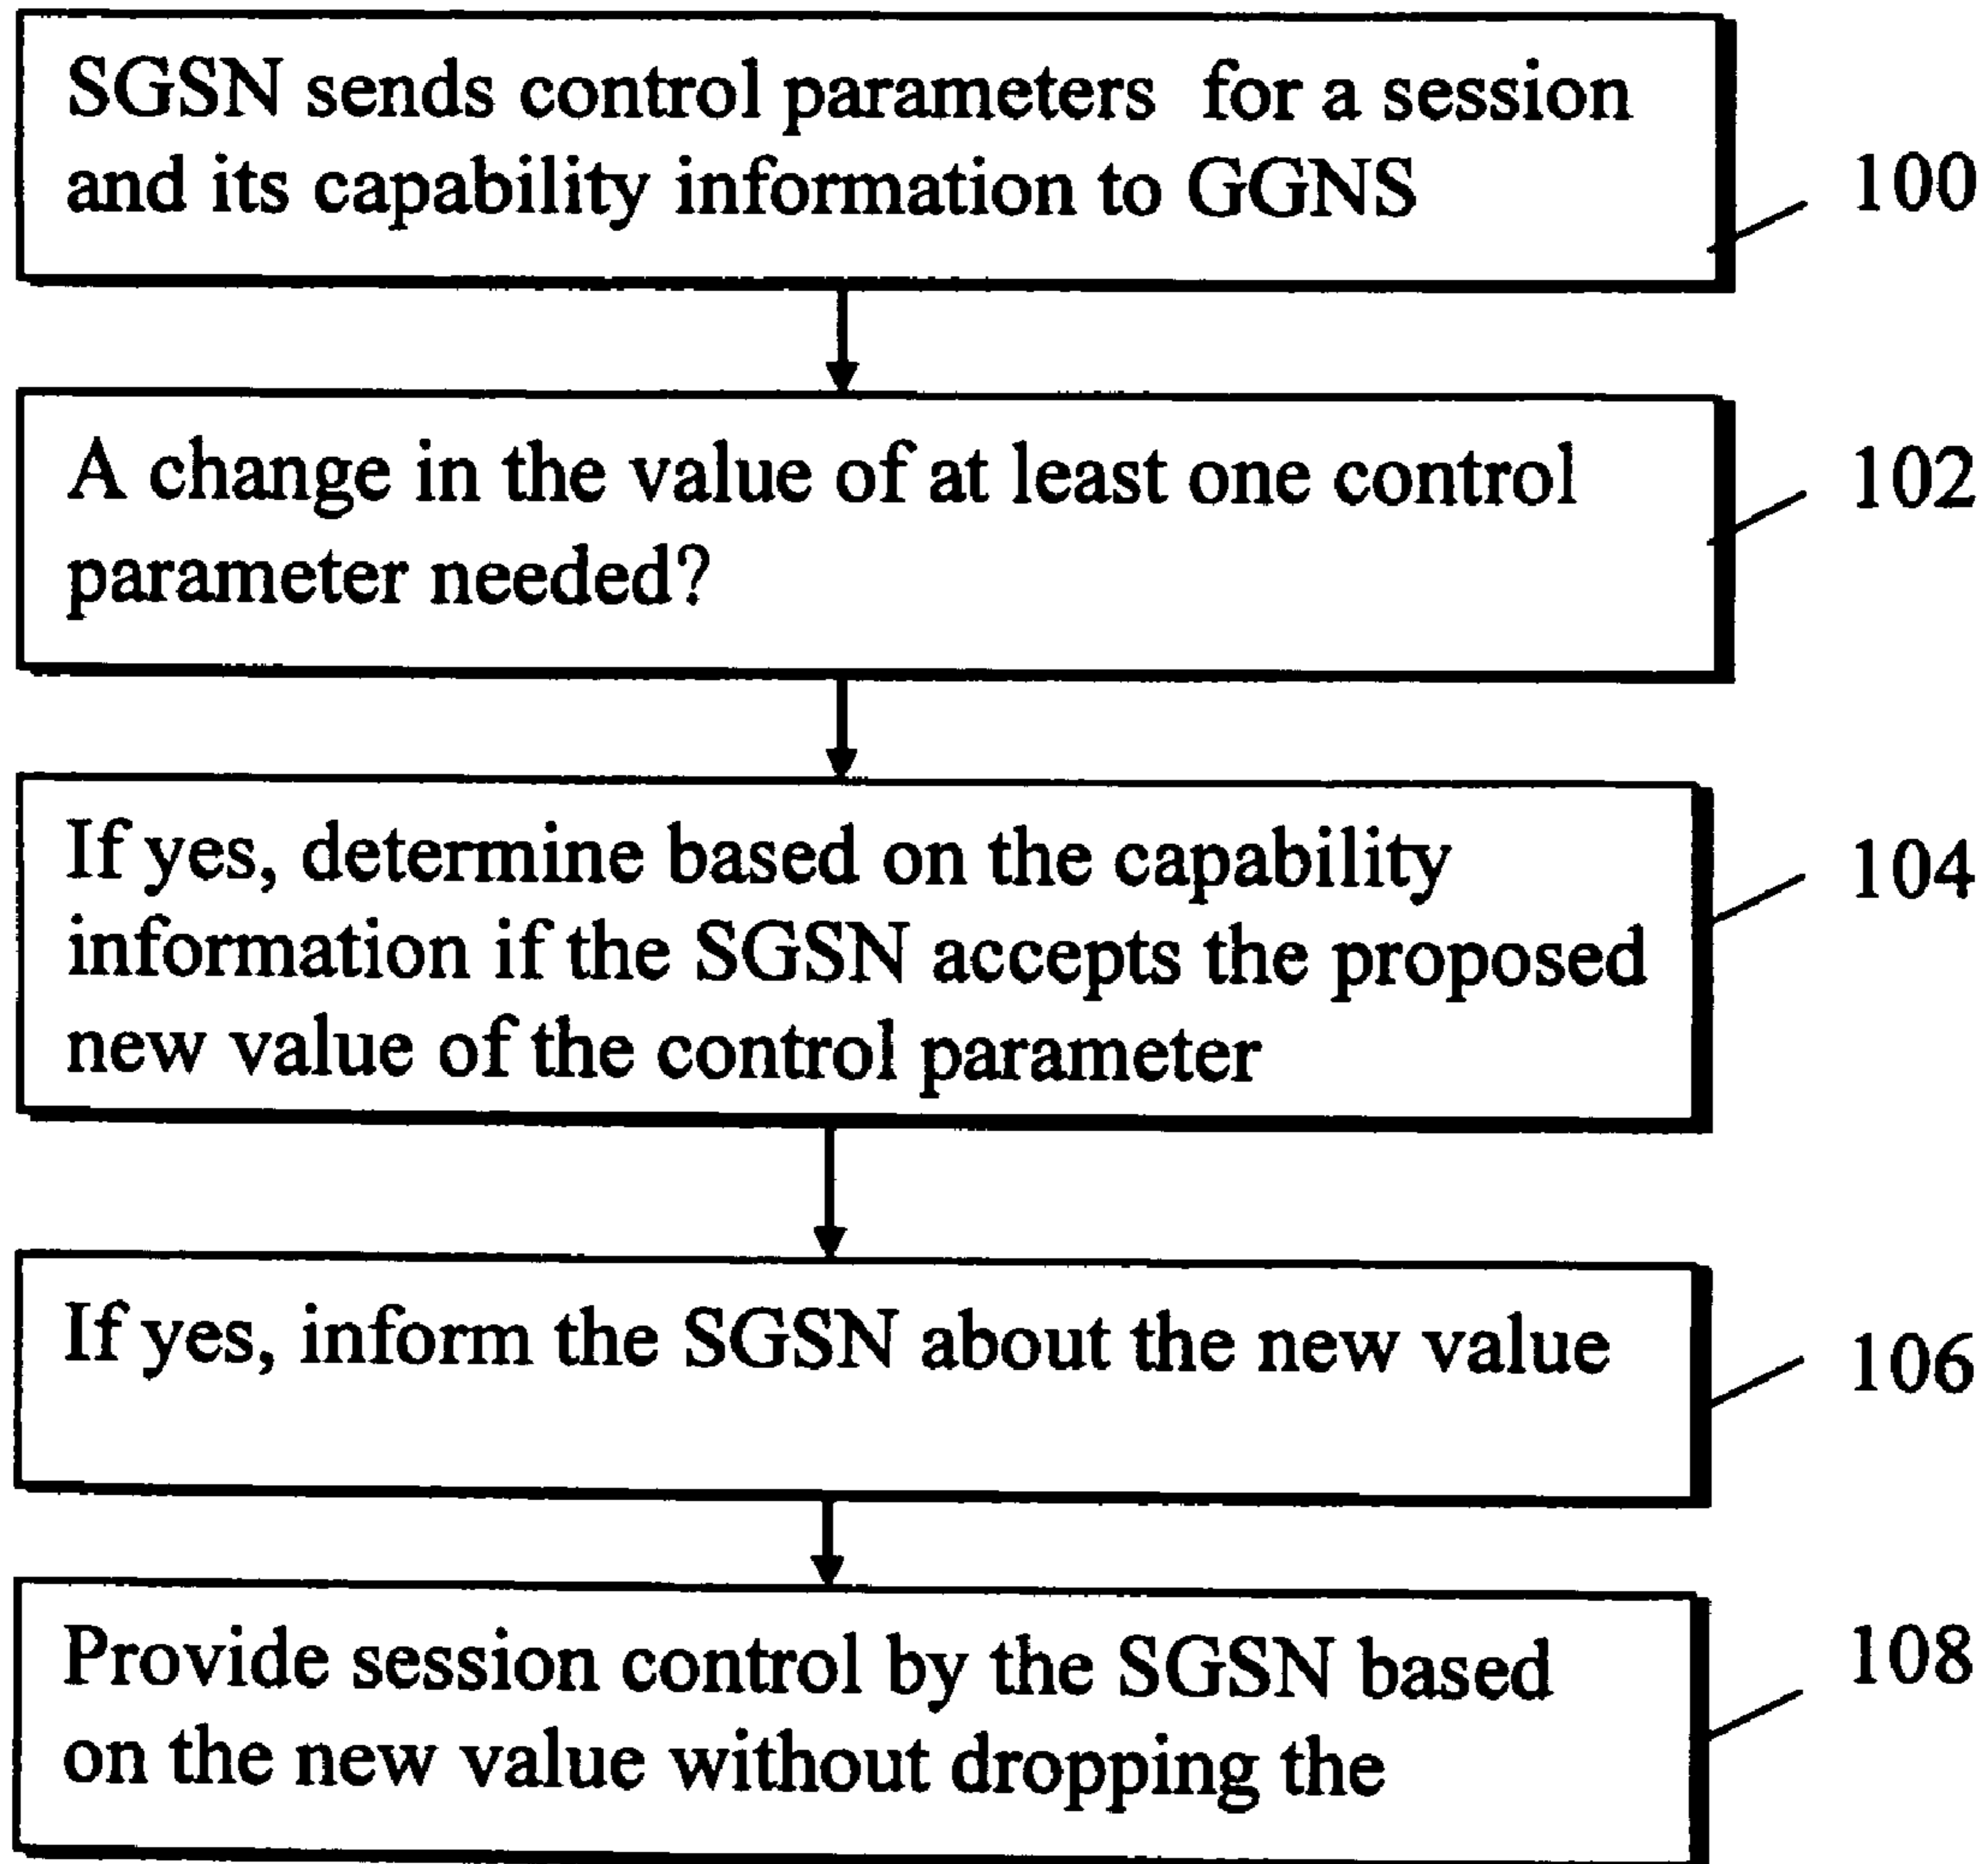 SGSN sends control parameters for a session
and its capability information to GGNS
100
A change in the value of at least one control
parameter needed?
102
If yes, determine based on the capability
information if the SGSN accepts the proposed
new value of the control parameter
104
If yes, inform the SGSN about the new value
106
Provide session control by the SGSN based
on the new value without dropping the
108